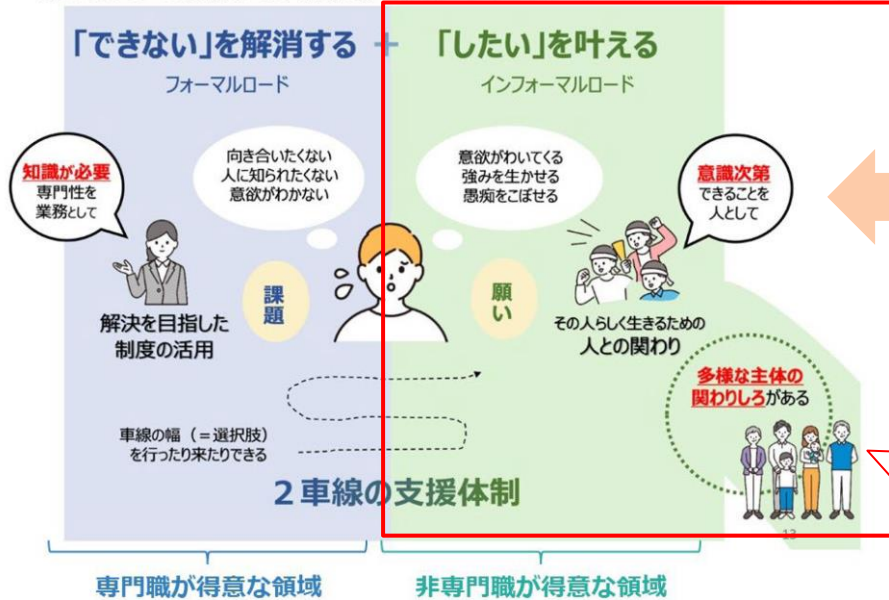 「できない」を解消する + 「したい」を叶える
フォーマルロード
インフォーマルロード
知識が必要
専門性を
業務として
向き合いたくない
人に知られたくない
意欲がわかない
意欲がわいてくる
強みを生かせる
愚痴をこぼせる
意識次第
できることを
人として
課題
願い
解決を目指した
制度の活用
その人らしく生きるための
人との関わり
多様な主体の
関わりしろがある
車線の幅（=選択肢）
を行ったり来たりできる
2車線の支援体制
13
専門職が得意な領域
非専門職が得意な領域